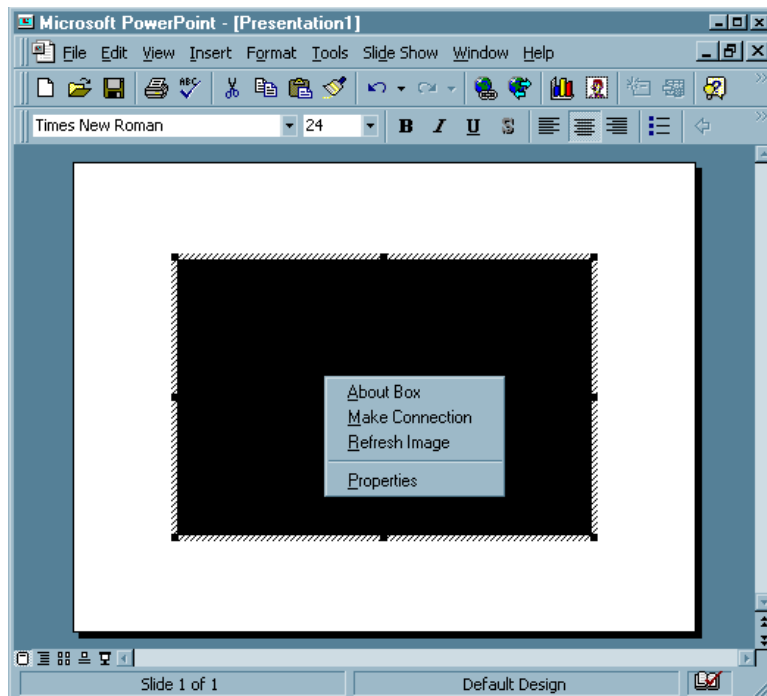 Microsoft PowerPoint - [Presentation1]
File Edit View Insert Format Tools Slide Show Window Help
ABC
Times New Roman 24 B I U S
About Box
Make Connection
Refresh Image
Properties
Slide 1 of 1 Default Design